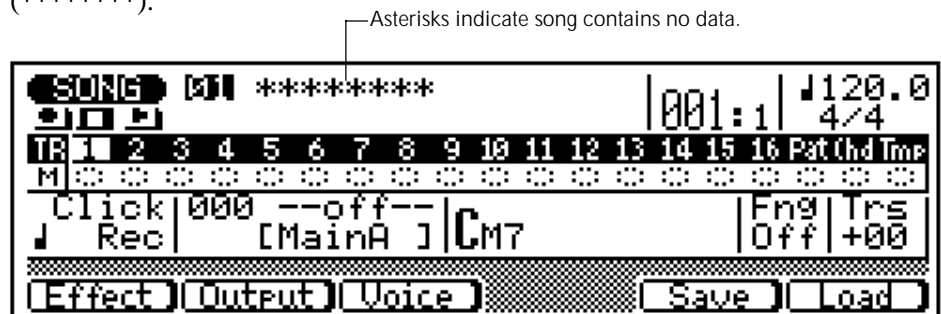 (********).
Asterisks indicate song contains no data.
SONG 01 ******** 001:1 ♩120.0
4/4
TR 1 2 3 4 5 6 7 8 9 10 11 12 13 14 15 16 Pat Chd Tmp
M
Click 000 --off-- CM7 Fng Trs
♩ Rec [MainA ] Off +00
Effect Output Voice Save Load